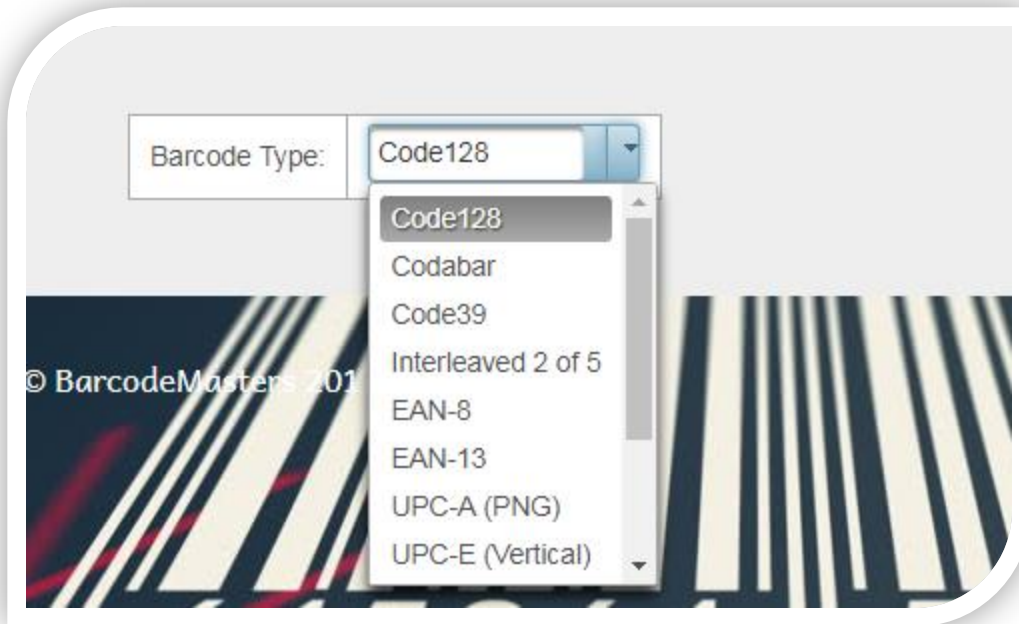 Barcode Type:
Code128
Code128
Codabar
Code39
Interleaved 2 of 5
EAN-8
EAN-13
UPC-A (PNG)
UPC-E (Vertical)
© BarcodeMasters 201